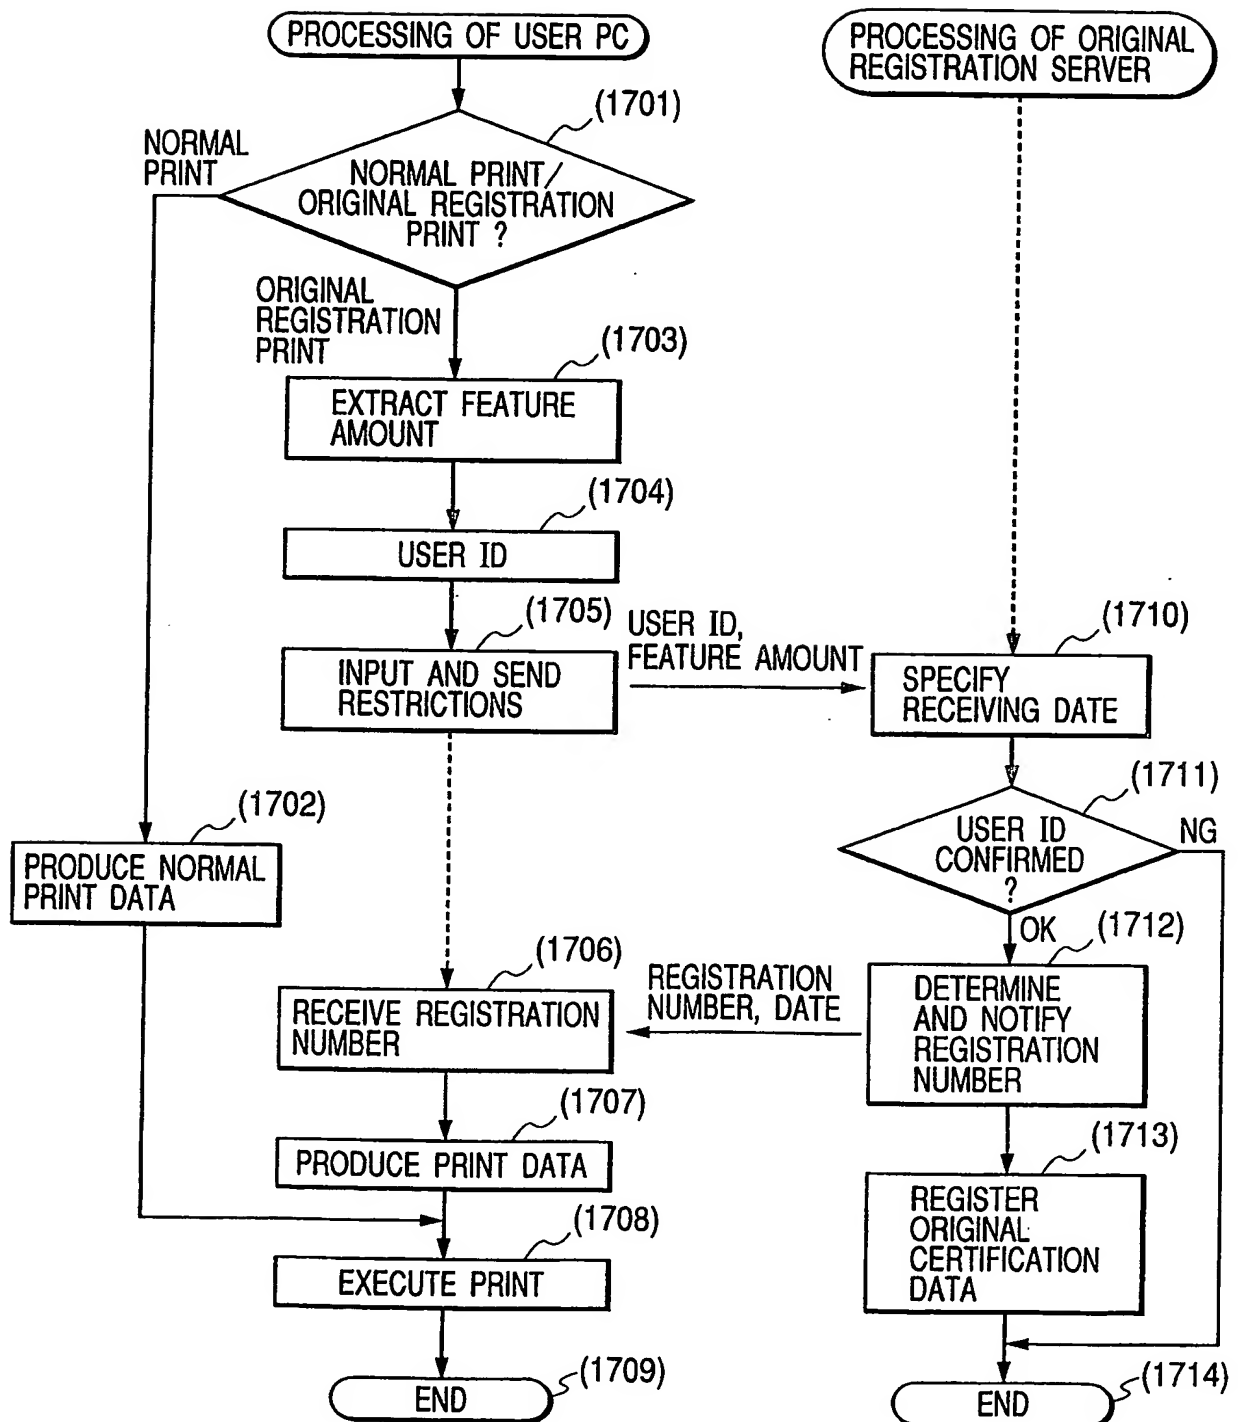 PROCESSING OF USER PC
PROCESSING OF ORIGINAL
REGISTRATION SERVER
(1701)
NORMAL
PRINT
NORMAL PRINT/
ORIGINAL REGISTRATION
PRINT ?
ORIGINAL
REGISTRATION
PRINT
(1703)
EXTRACT FEATURE
AMOUNT
(1704)
USER ID
(1705)
INPUT AND SEND
RESTRICTIONS
USER ID,
FEATURE AMOUNT
(1710)
SPECIFY
RECEIVING DATE
(1711)
USER ID
CONFIRMED
?
NG
OK
(1702)
PRODUCE NORMAL
PRINT DATA
(1706)
RECEIVE REGISTRATION
NUMBER
REGISTRATION
NUMBER, DATE
(1712)
DETERMINE
AND NOTIFY
REGISTRATION
NUMBER
(1707)
PRODUCE PRINT DATA
(1713)
REGISTER
ORIGINAL
CERTIFICATION
DATA
(1708)
EXECUTE PRINT
(1709)
END
(1714)
END